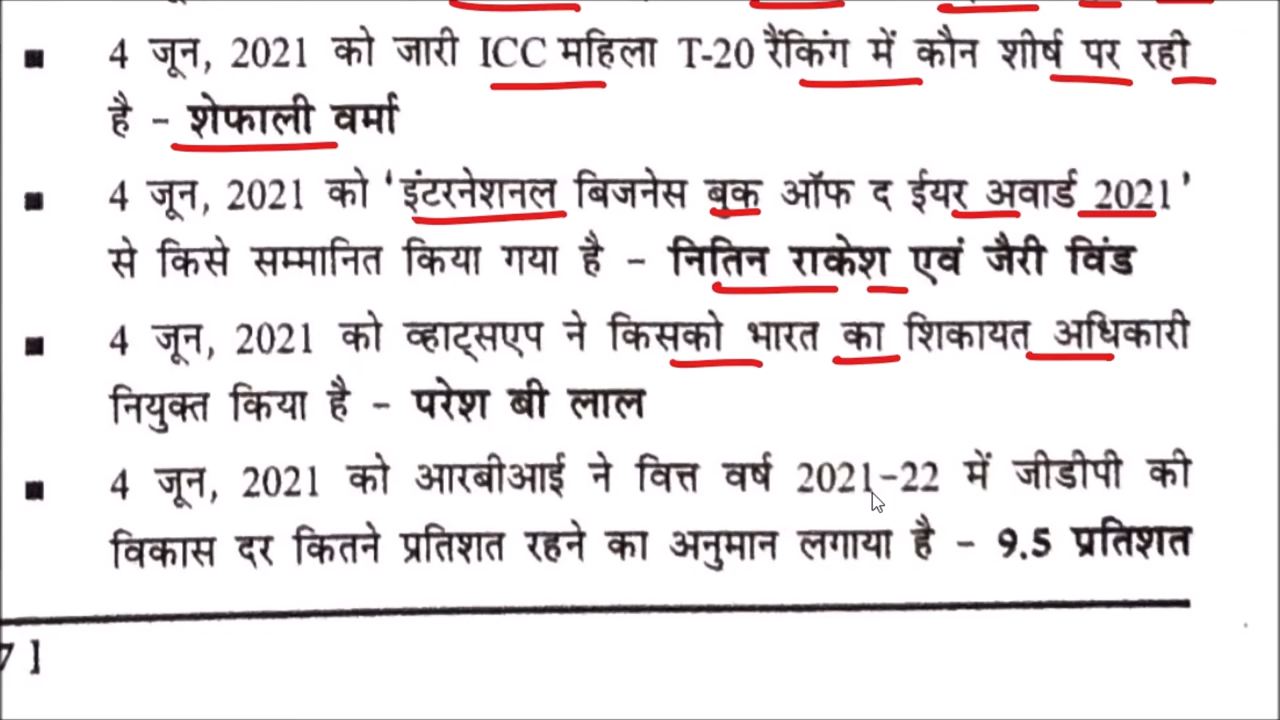 ■ 4 जून, 2021 को जारी ICC महिला T-20 रैंकिंग में कौन शीर्ष पर रही
है - शेफाली वर्मा
■ 4 जून, 2021 को ‘इंटरनेशनल बिजनेस बुक ऑफ द ईयर अवार्ड 2021’
से किसे सम्मानित किया गया है - नितिन राकेश एवं जैरी विंड
■ 4 जून, 2021 को व्हाट्सएप ने किसको भारत का शिकायत अधिकारी
नियुक्त किया है - परेश बी लाल
■ 4 जून, 2021 को आरबीआई ने वित्त वर्ष 2021-22 में जीडीपी की
विकास दर कितने प्रतिशत रहने का अनुमान लगाया है - 9.5 प्रतिशत